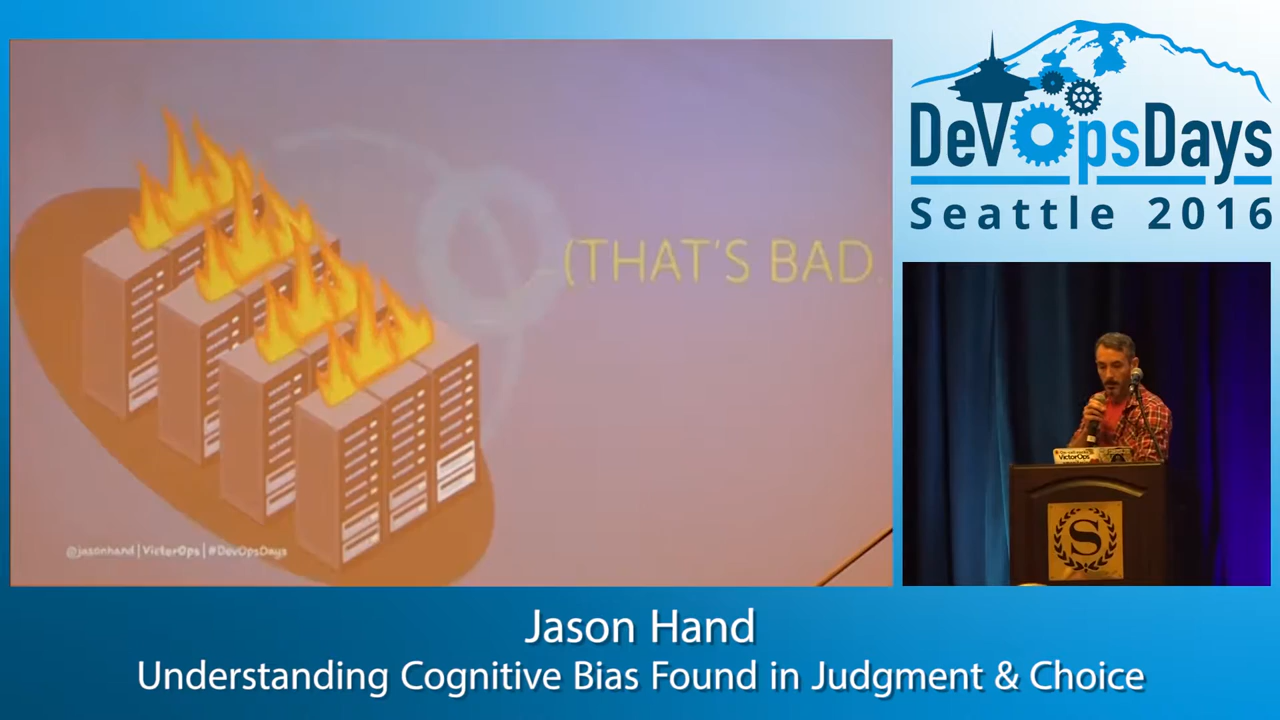 DevOpsDays
Seattle 2016
(THAT'S BAD.
@jasonhand | VictorOps | #DevOpsDays
VictorOps
S
Jason Hand
Understanding Cognitive Bias Found in Judgment & Choice